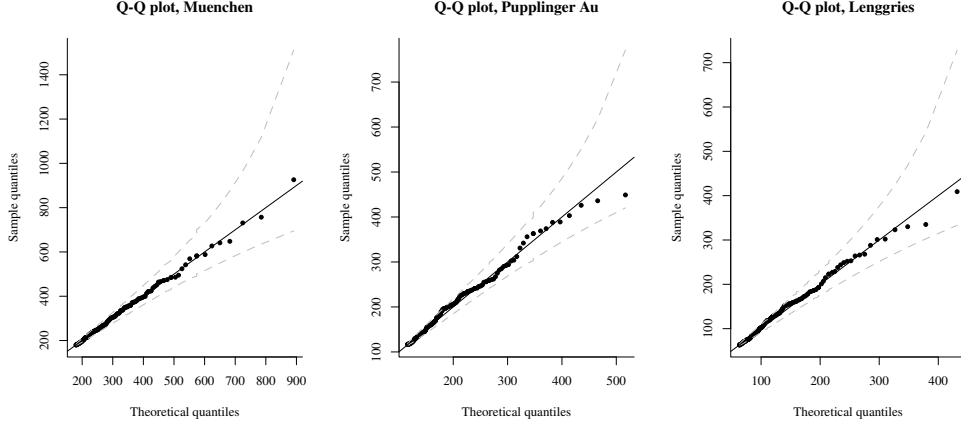 Q-Q plot, Muenchen
Sample quantiles
200 400 600 800 1000 1200 1400
200 300 400 500 600 700 800 900
Theoretical quantiles
Q-Q plot, Pupplinger Au
Sample quantiles
100 200 300 400 500 600 700 800
200 300 400 500
Theoretical quantiles
Q-Q plot, Lenggries
Sample quantiles
100 200 300 400 500 600 700
100 200 300 400
Theoretical quantiles